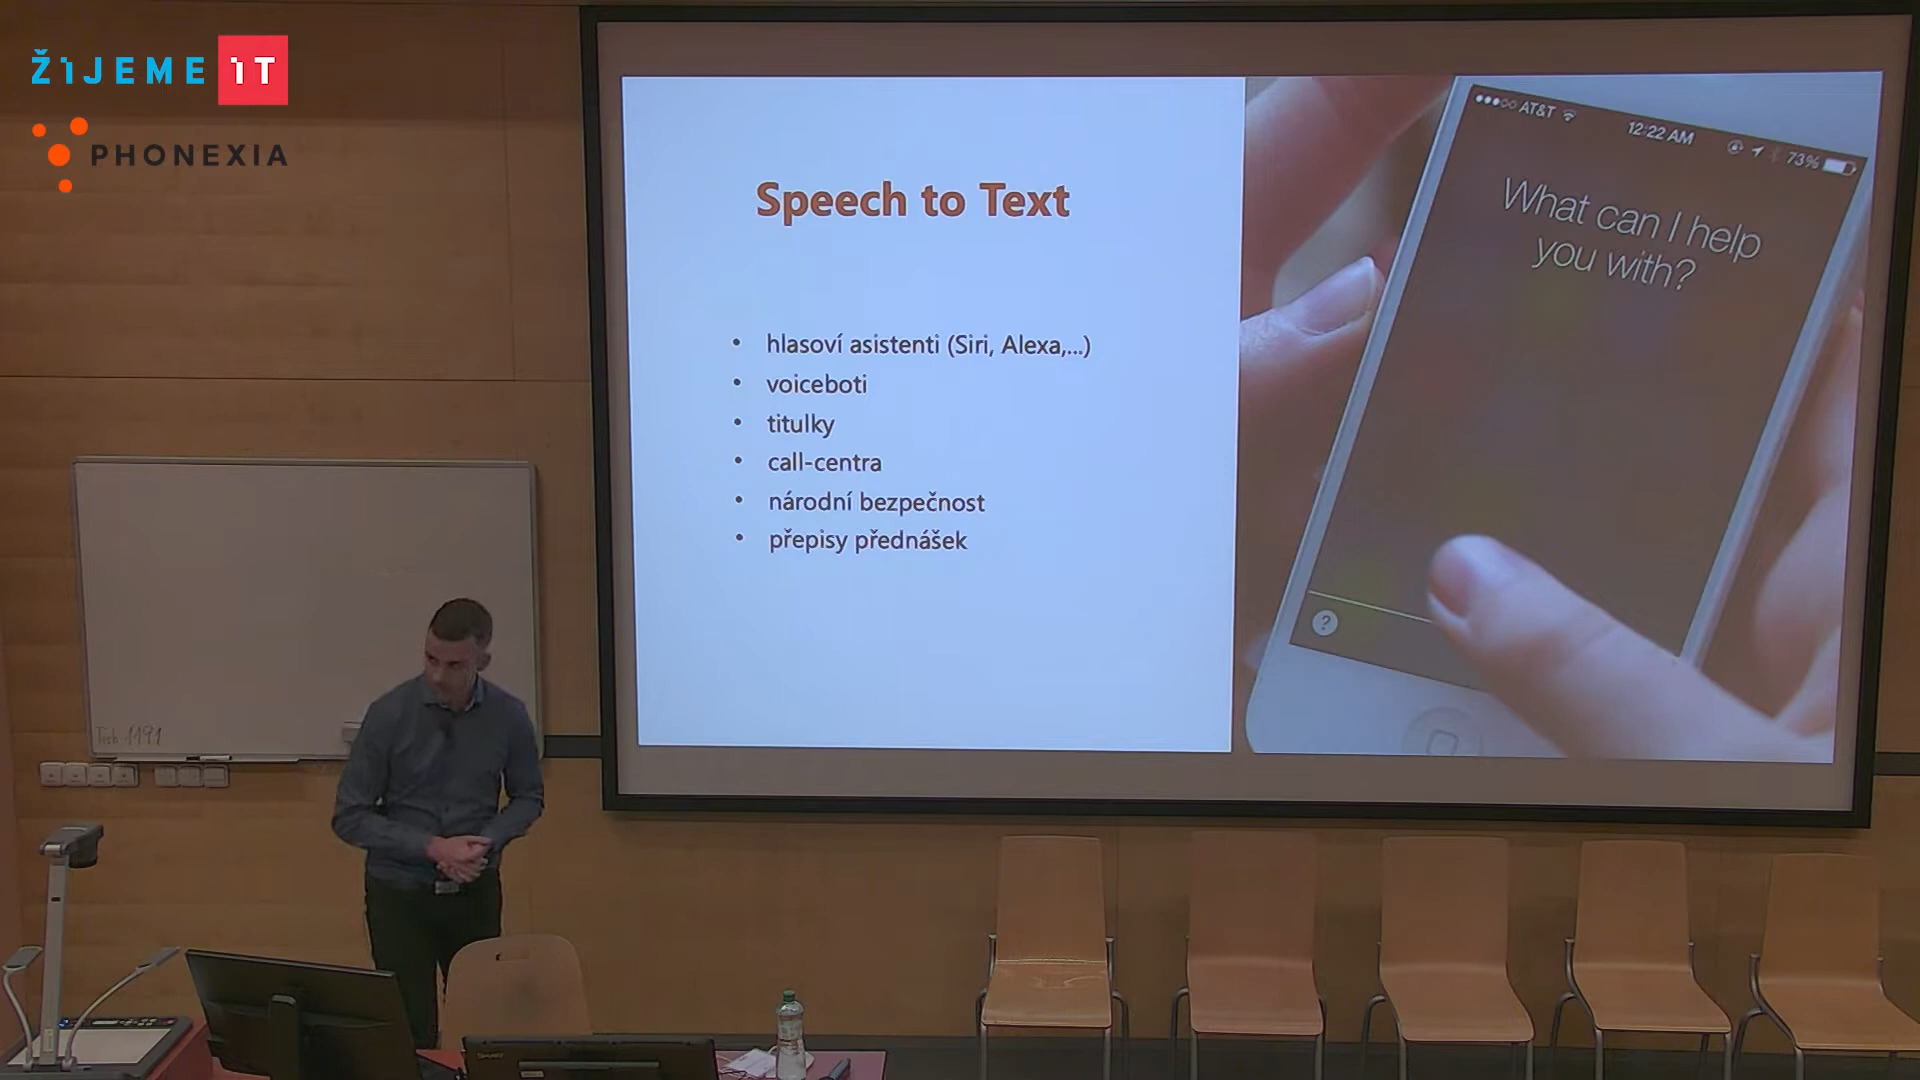 ŽIJEME IT
PHONEXIA
Speech to Text
• hlasoví asistenti (Siri, Alexa,...)
• voiceboti
• titulky
• call-centra
• národní bezpečnost
• přepisy přednášek
AT&T 12:22 AM 73%
What can I help
you with?
?